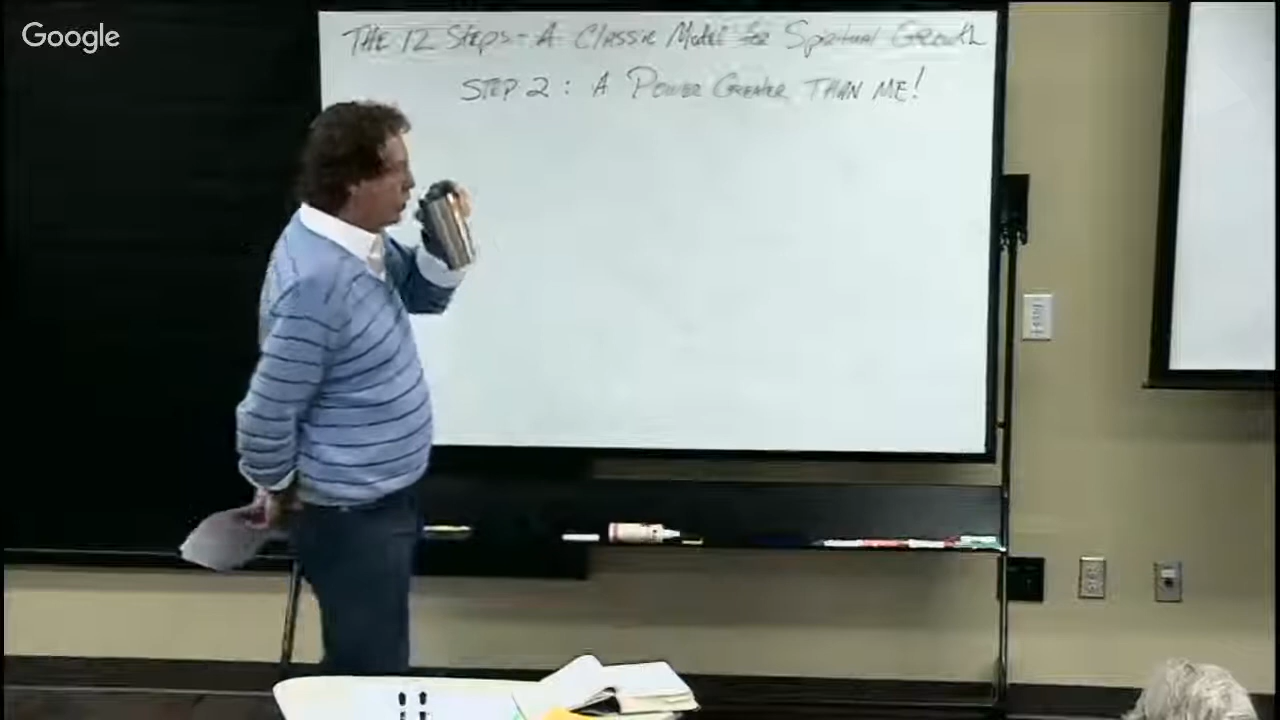 Google
THE 12 STEPS - A CLASSIC MODEL FOR SPIRITUAL GROWTH
STEP 2: A POWER GREATER THAN ME!